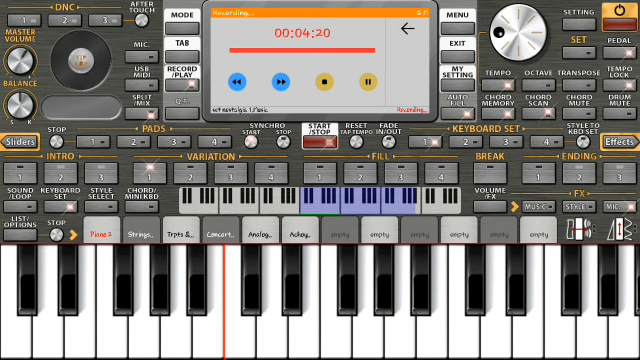 DNC
1 2 3
AFTER
TOUCH
MASTER
VOLUME
BALANCE
S K
MIC.
USB
MIDI
SPLIT
/MIX
MODE
TAB
RECORD
/PLAY
Recording..
00:04:20
Recording..
MENU
EXIT
MY
SETTING
AUTO
FILL
SETTING
SET
PEDAL
TEMPO
OCTAVE
TRANSPOSE
TEMPO
LOCK
CHORD
MEMORY
CHORD
SCAN
CHORD
MUTE
DRUM
MUTE
Sliders
STOP
PADS
1 2 3 4
SYNCHRO
START
STOP
START
/STOP
RESET
TAP.TEMPO
FADE
IN/OUT
KEYBOARD SET
1 2 3 4
STYLE TO
KBD SET
Effects
INTRO
1 2 3
VARIATION
1 2 3 4
FILL
1 2 3 4
BREAK
ENDING
1 2 3
SOUND
/LOOP
KEYBOARD
SET
STYLE
SELECT
CHORD/
MINIKBD
VOLUME
/FX
FX
MUSIC
STYLE
MIC.
LIST/
OPTIONS
STOP
Piano 2
Strings..
Trpts &..
Concert..
Analog..
Achoy..
empty
empty
empty
empty
empty
empty